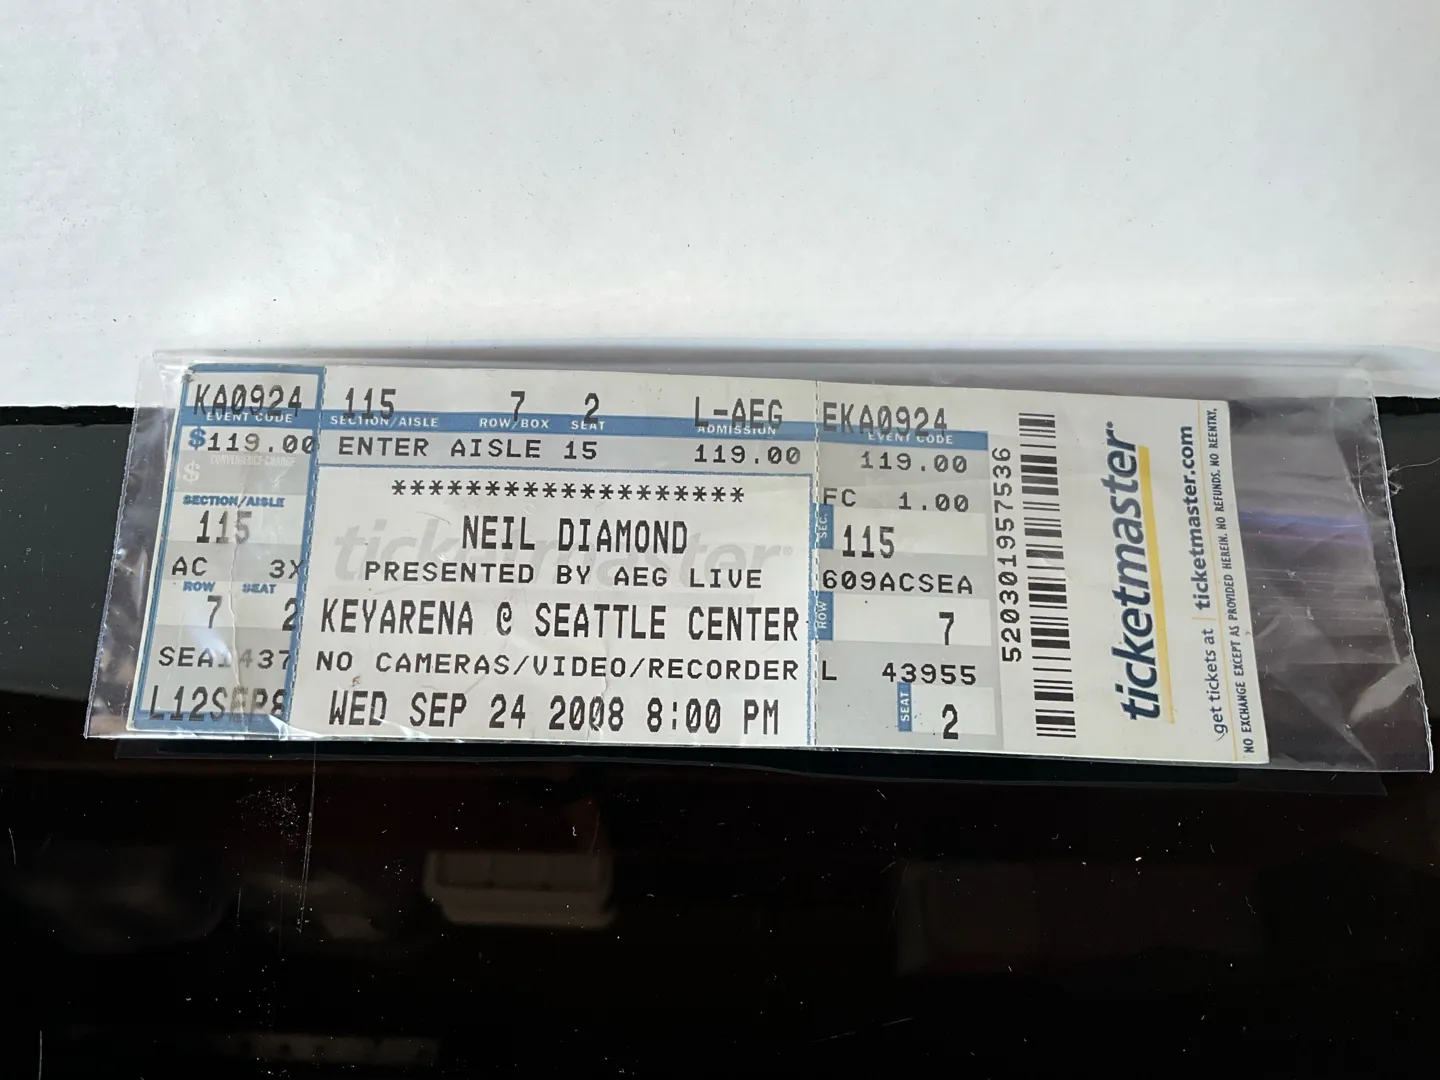 KA0924
EVENT CODE
$119.00
$ CONVENIENCE CHARGE
SECTION/AISLE
115
AC 3X
ROW SEAT
7 2
SEA1437
L12SEP8
115 7 2 L-AEG
SECTION/AISLE ROW/BOX SEAT ADMISSION
ENTER AISLE 15 119.00
*******************
ticketmaster
NEIL DIAMOND
PRESENTED BY AEG LIVE
KEYARENA @ SEATTLE CENTER
NO CAMERAS/VIDEO/RECORDER
WED SEP 24 2008 8:00 PM
EKA0924
EVENT CODE
119.00
FC 1.00
SEC. 115
609ACSEA
ROW 7
L 43955
SEAT 2
520301957536
ticketmaster
get tickets at ticketmaster.com
NO EXCHANGE EXCEPT AS PROVIDED HEREIN. NO REFUNDS. NO REENTRY.